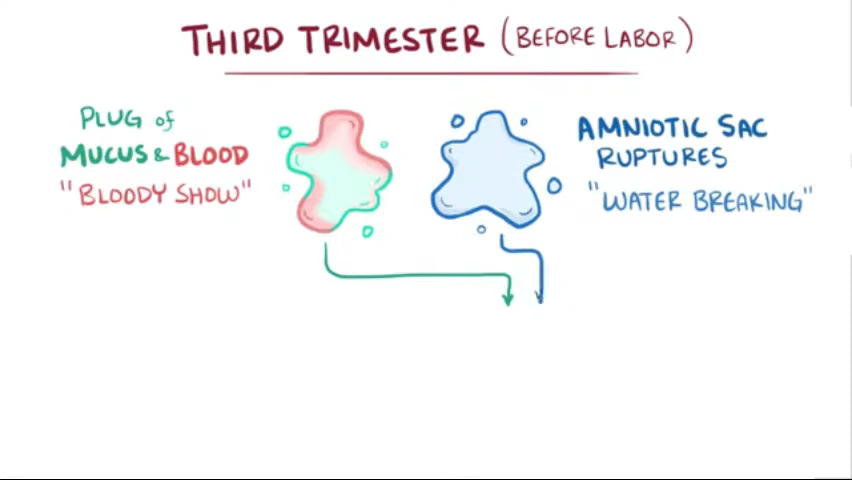 THIRD TRIMESTER (BEFORE LABOR)
PLUG of
MUCUS & BLOOD
"BLOODY SHOW"
AMNIOTIC SAC
RUPTURES
"WATER BREAKING"